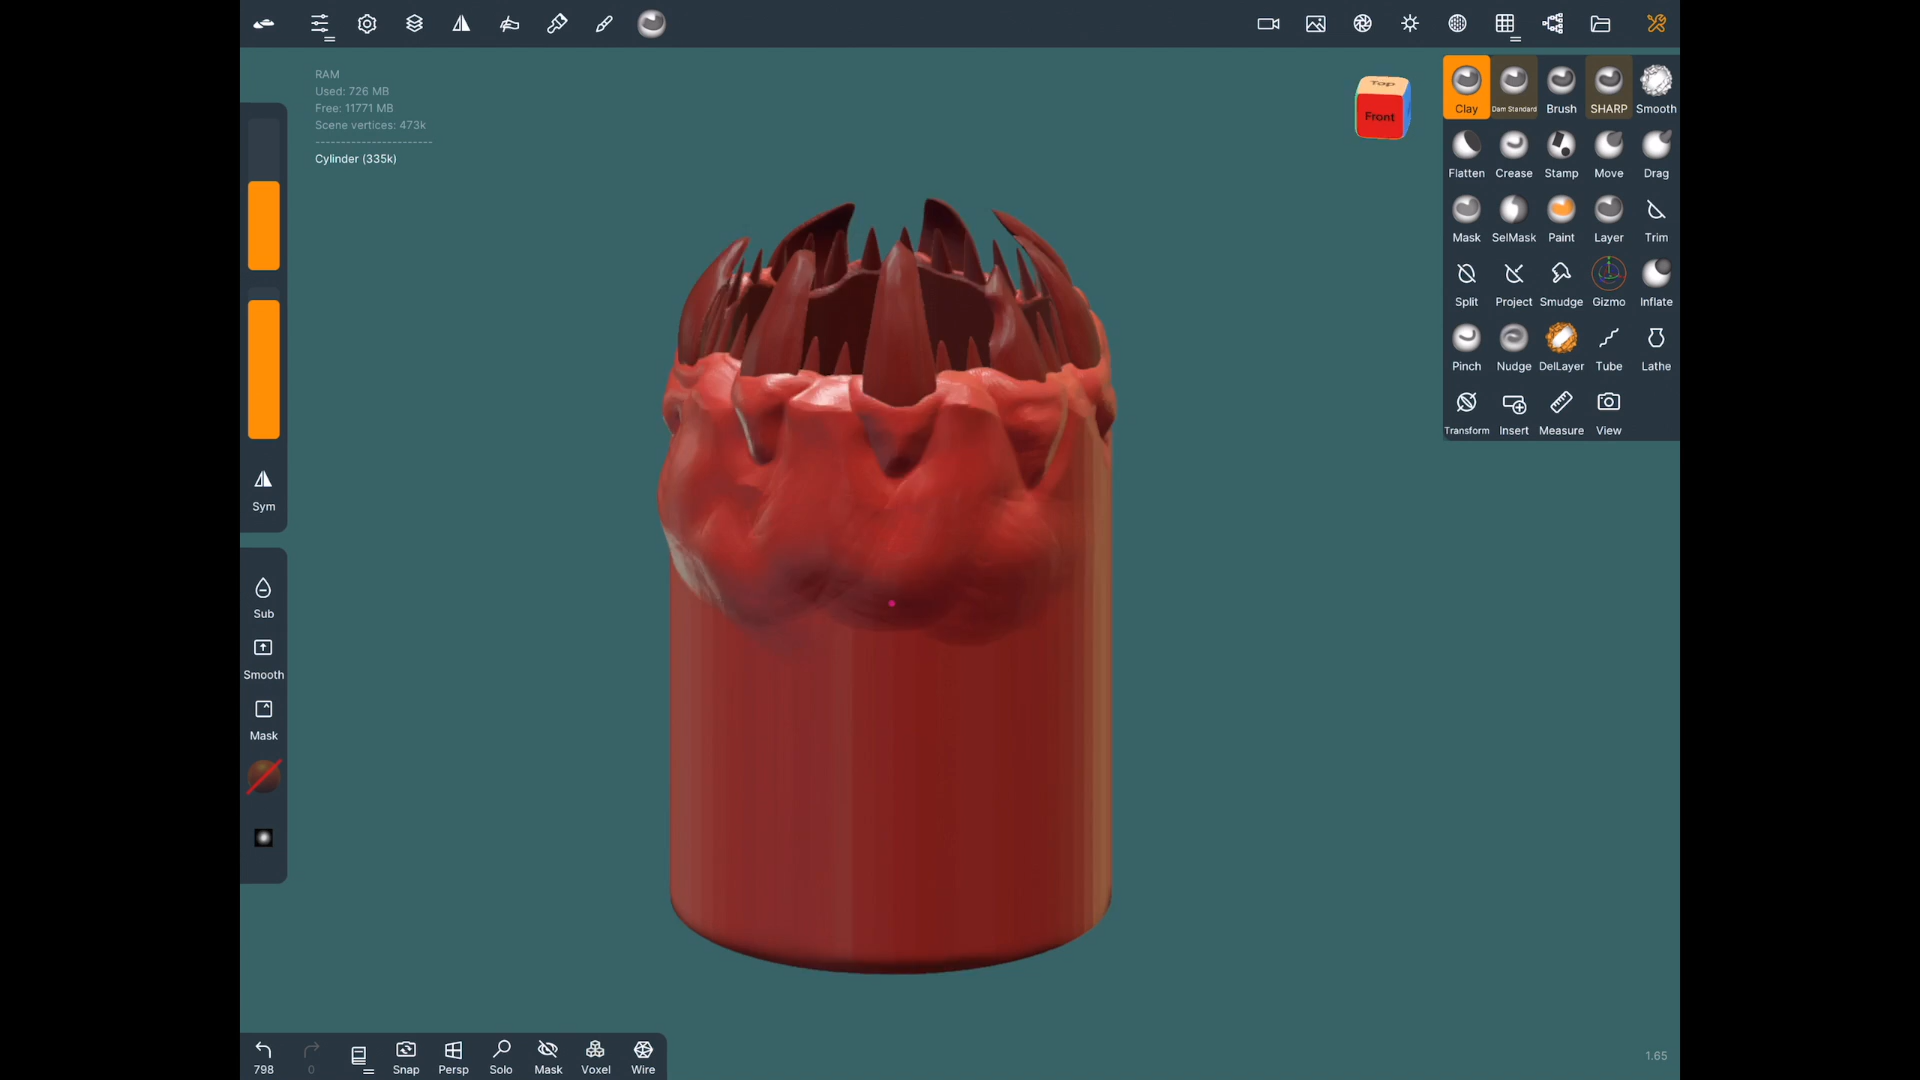 RAM
Used: 726 MB
Free: 11771 MB
Scene vertices: 473k
-----------------------
Cylinder (335k)
Top
Front
Clay
Dam Standard
Brush
SHARP
Smooth
Flatten
Crease
Stamp
Move
Drag
Mask
SelMask
Paint
Layer
Trim
Split
Project
Smudge
Gizmo
Inflate
Pinch
Nudge
DelLayer
Tube
Lathe
Transform
Insert
Measure
View
Sym
Sub
Smooth
Mask
798
0
Snap
Persp
Solo
Mask
Voxel
Wire
1.65